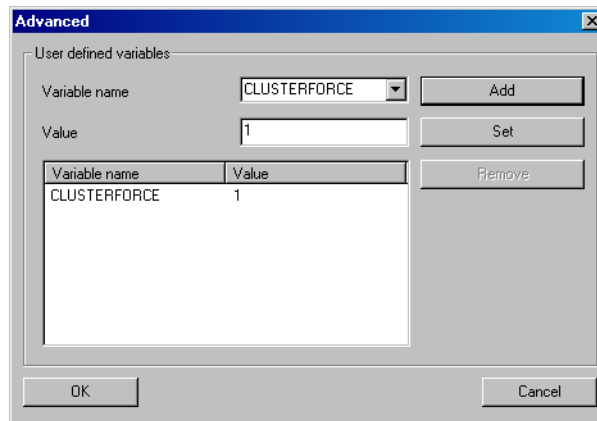 Advanced
User defined variables
Variable name CLUSTERFORCE Add
Value 1 Set
Variable name Value Remove
CLUSTERFORCE 1
OK Cancel